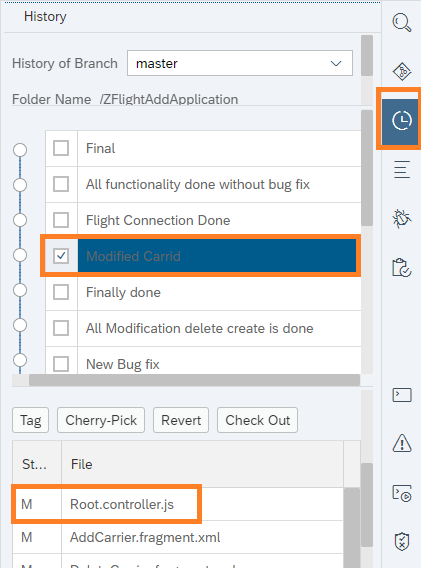 History
History of Branch master
Folder Name /ZFlightAddApplication
Final
All functionality done without bug fix
Flight Connection Done
Modified Carrid
Finally done
All Modification delete create is done
New Bug fix
Tag Cherry-Pick Revert Check Out
St... File
M Root.controller.js
M AddCarrier.fragment.xml